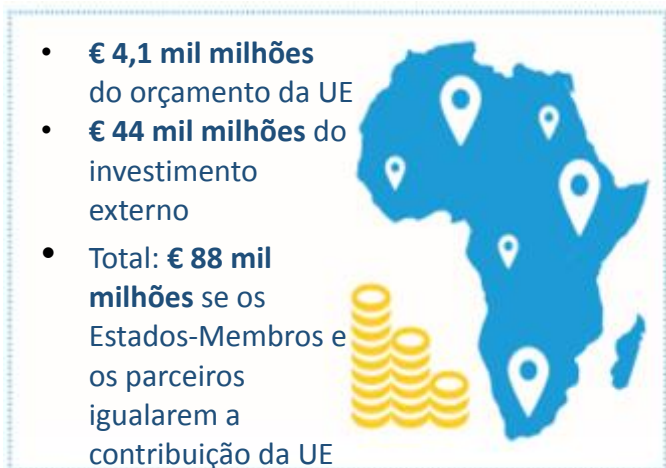 • € 4,1 mil milhões
do orçamento da UE
• € 44 mil milhões do
investimento
externo
• Total: € 88 mil
milhões se os
Estados-Membros e
os parceiros
igualarem a
contribuição da UE